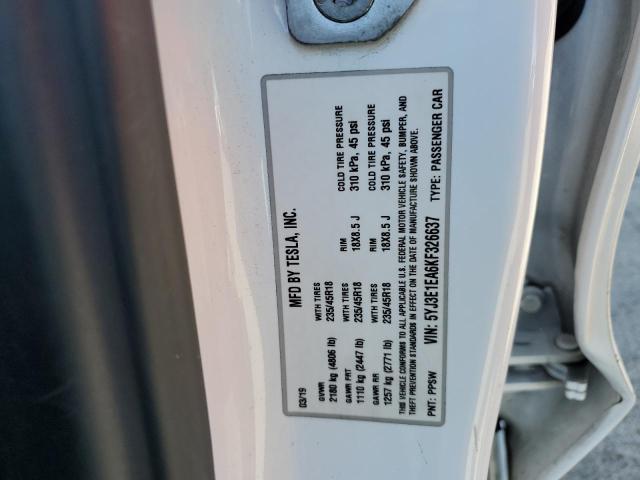 MFD BY TESLA, INC.
03/19
GVWR WITH TIRES RIM COLD TIRE PRESSURE
2180 kg (4806 lb) 235/45R18 18X8.5 J 310 kPa, 45 psi
GAWR FRT WITH TIRES RIM COLD TIRE PRESSURE
1110 kg (2447 lb) 235/45R18 18X8.5 J 310 kPa, 45 psi
GAWR RR WITH TIRES
1257 kg (2771 lb) 235/45R18
THIS VEHICLE CONFORMS TO ALL APPLICABLE U.S. FEDERAL MOTOR VEHICLE SAFETY, BUMPER, AND
THEFT PREVENTION STANDARDS IN EFFECT ON THE DATE OF MANUFACTURE SHOWN ABOVE.
PNT: PPSW VIN: 5YJ3E1EA6KF326637 TYPE: PASSENGER CAR